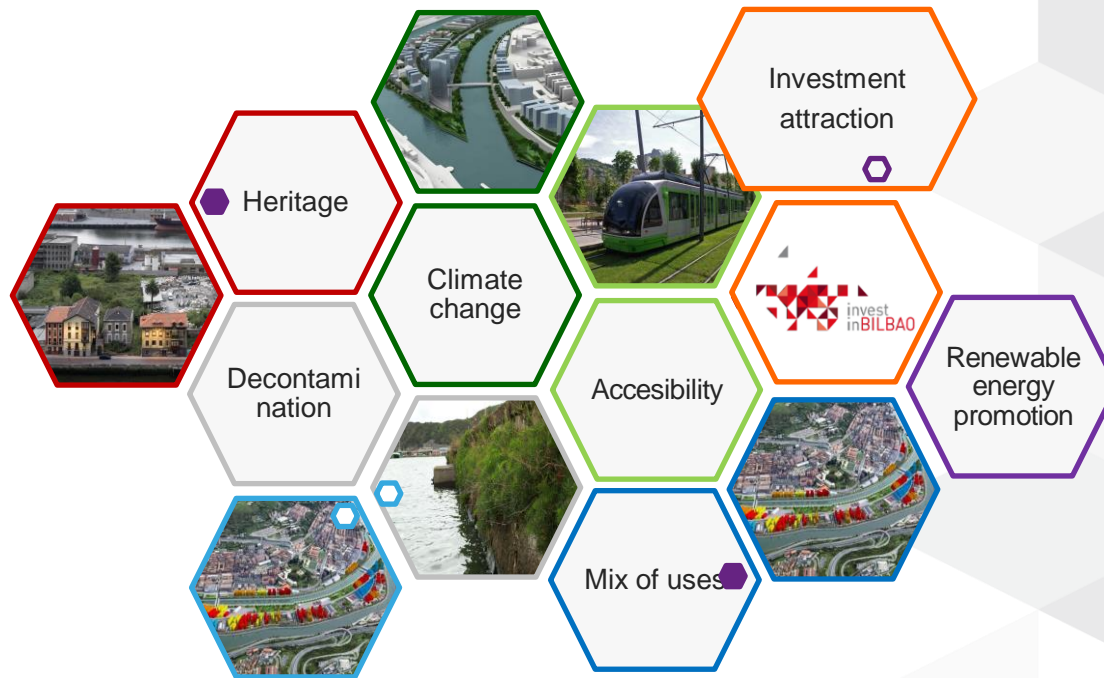 Investment
attraction
Heritage
Climate
change
invest
inBILBAO
Renewable
energy
promotion
Decontami
nation
Accesibility
Mix of uses